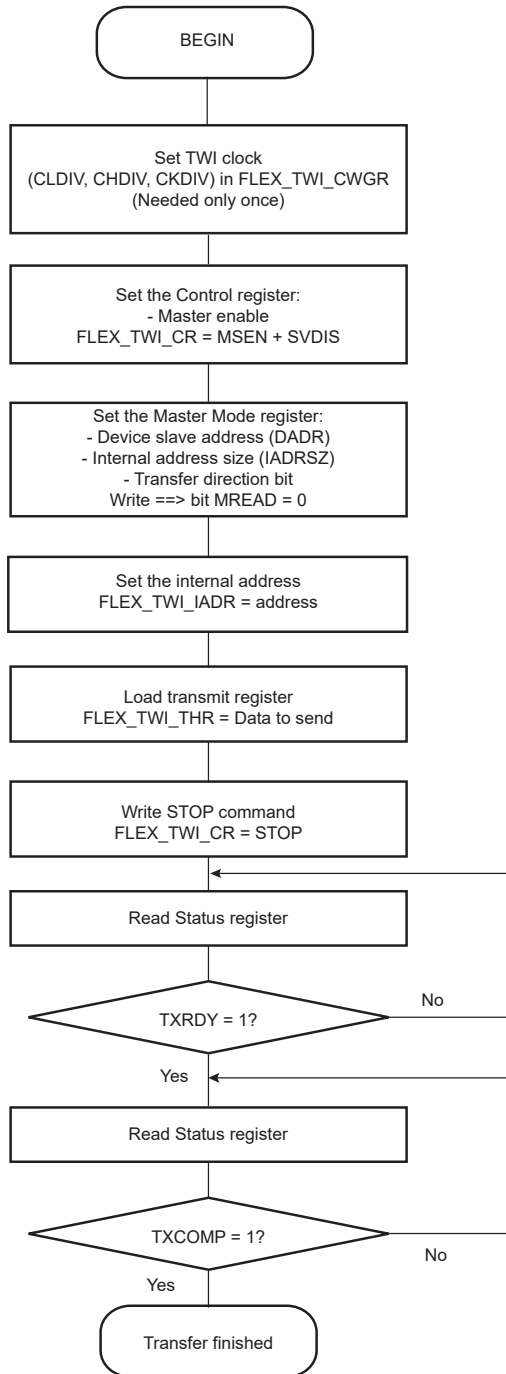 BEGIN
Set TWI clock
(CLDIV, CHDIV, CKDIV) in FLEX_TWI_CWGR
(Needed only once)
Set the Control register:
- Master enable
FLEX_TWI_CR = MSEN + SVDIS
Set the Master Mode register:
- Device slave address (DADR)
- Internal address size (IADRSZ)
- Transfer direction bit
Write ==> bit MREAD = 0
Set the internal address
FLEX_TWI_IADR = address
Load transmit register
FLEX_TWI_THR = Data to send
Write STOP command
FLEX_TWI_CR = STOP
Read Status register
No
TXRDY = 1?
Yes
Read Status register
TXCOMP = 1?
No
Yes
Transfer finished